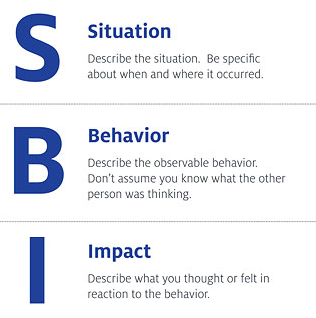 S
Situation
Describe the situation.  Be specific
about when and where it occurred.
B
Behavior
Describe the observable behavior.
Don't assume you know what the other
person was thinking.
I
Impact
Describe what you thought or felt in
reaction to the behavior.